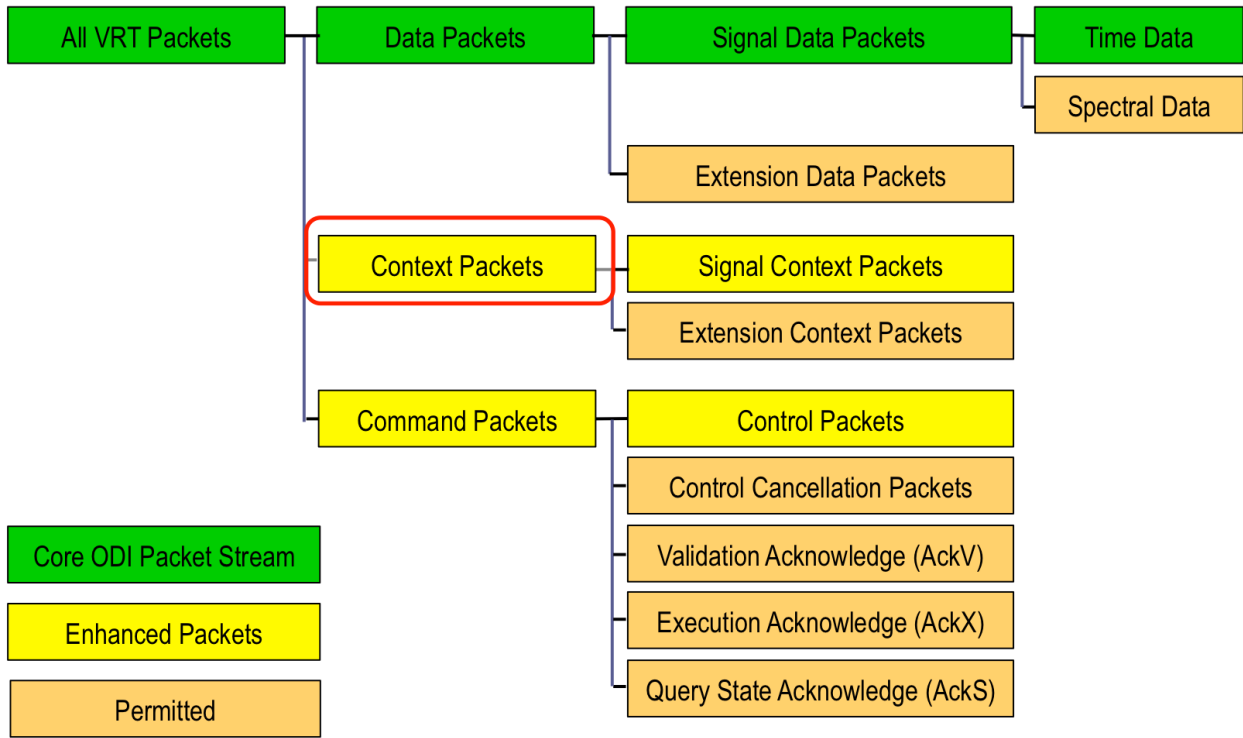 All VRT Packets
Data Packets
Signal Data Packets
Time Data
Spectral Data
Extension Data Packets
Context Packets
Signal Context Packets
Extension Context Packets
Command Packets
Control Packets
Control Cancellation Packets
Core ODI Packet Stream
Validation Acknowledge (AckV)
Enhanced Packets
Execution Acknowledge (AckX)
Query State Acknowledge (AckS)
Permitted